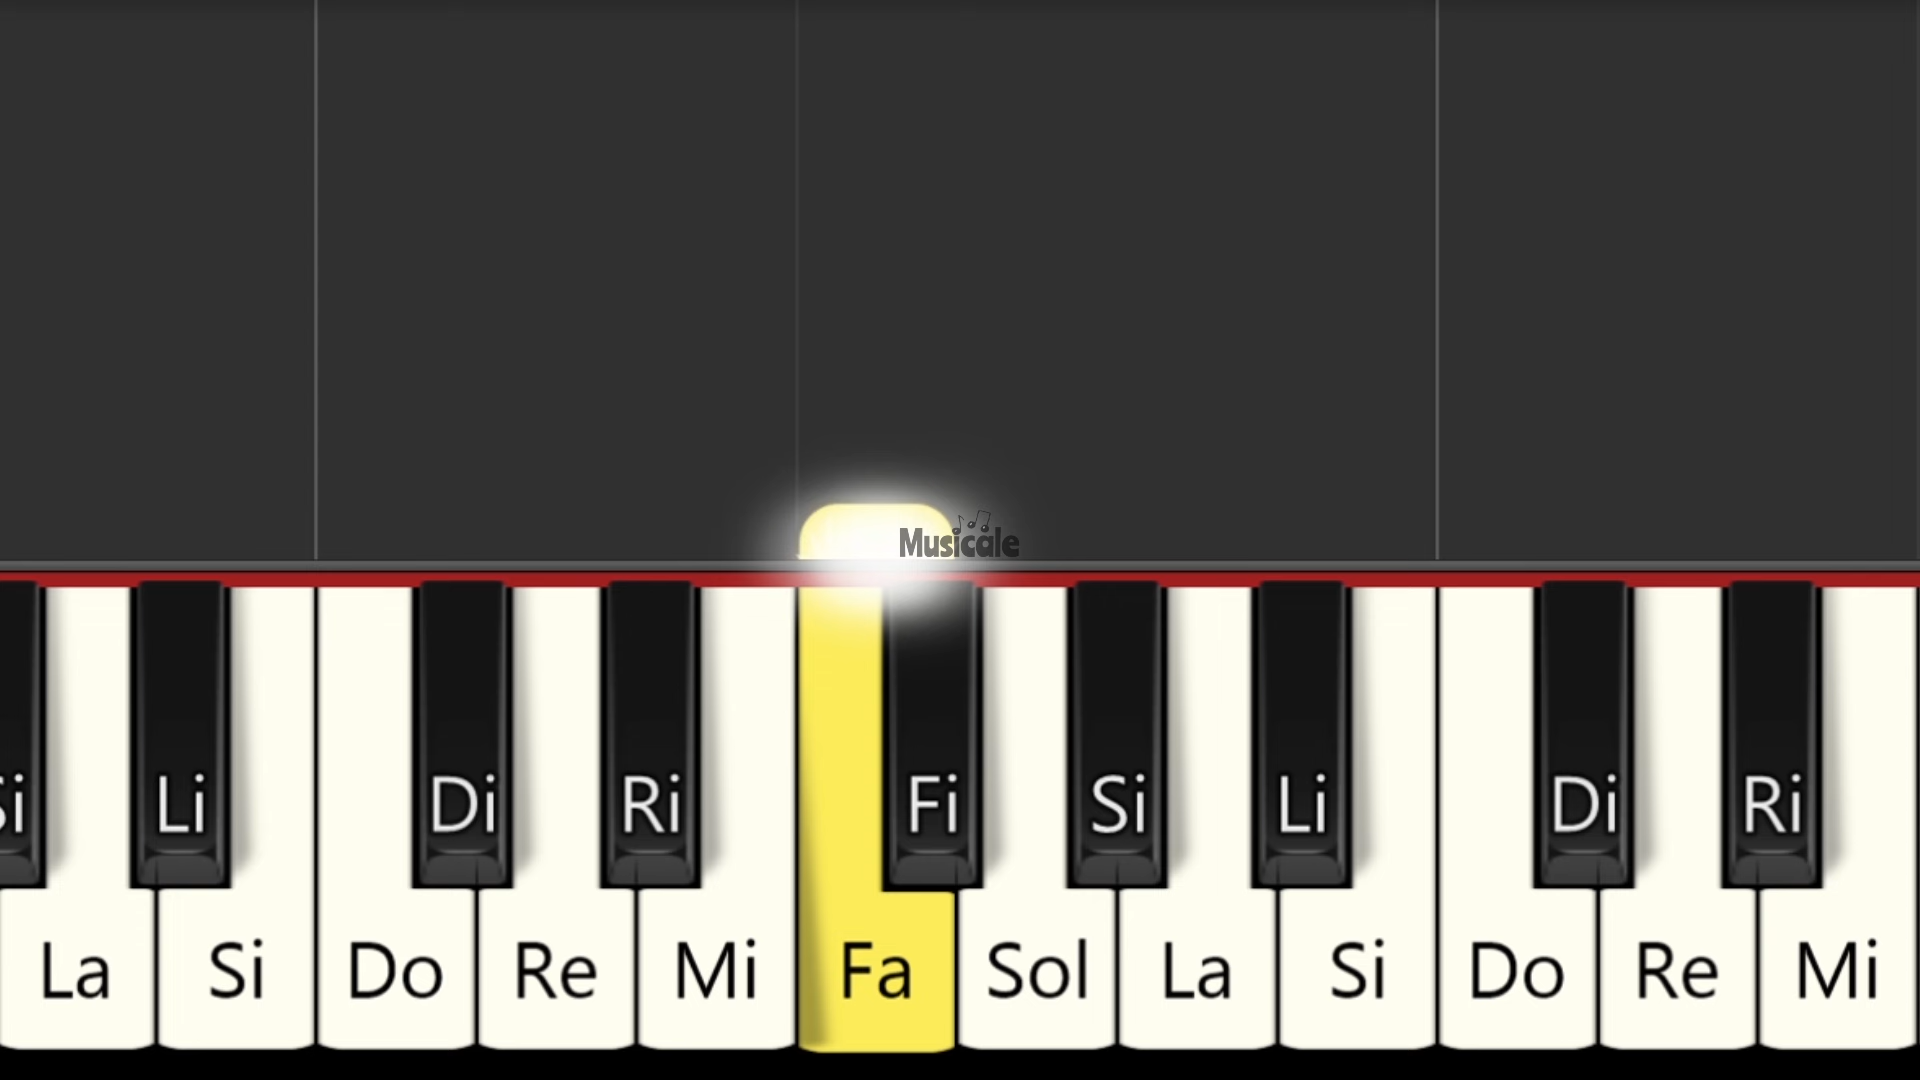 Musicale
Si Li Di Ri Fi Si Li Di Ri
La Si Do Re Mi Fa Sol La Si Do Re Mi